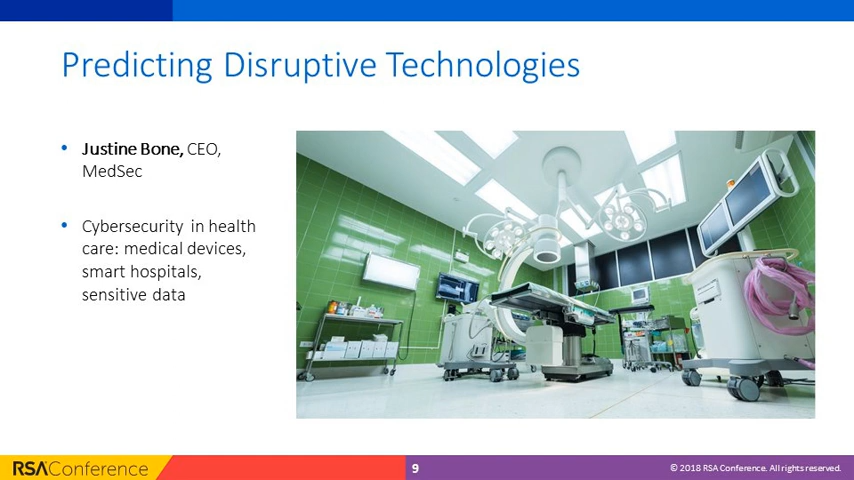 Predicting Disruptive Technologies
• Justine Bone, CEO,
MedSec
• Cybersecurity in health
care: medical devices,
smart hospitals,
sensitive data
RSAConference
9
© 2018 RSA Conference. All rights reserved.